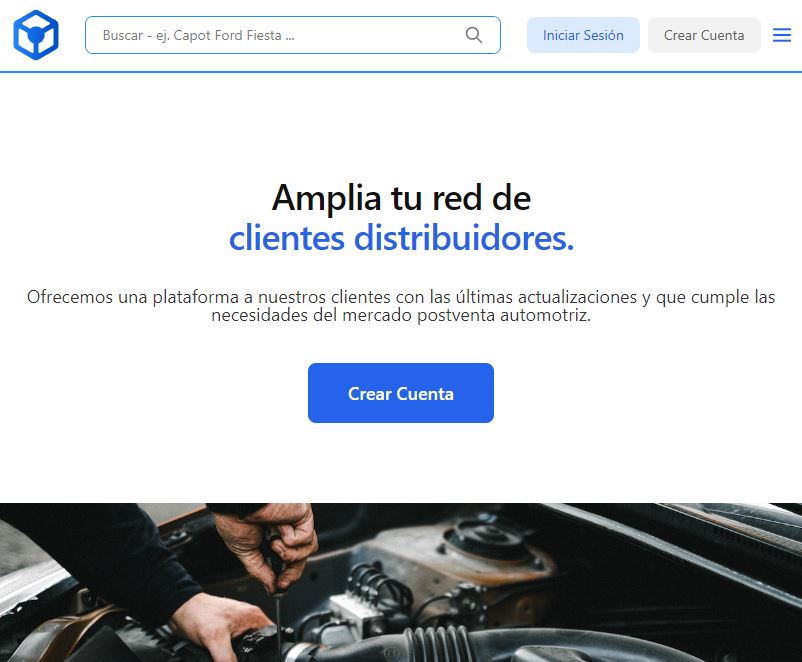 Buscar - ej. Capot Ford Fiesta ...
Iniciar Sesión
Crear Cuenta
Amplia tu red de
clientes distribuidores.
Ofrecemos una plataforma a nuestros clientes con las últimas actualizaciones y que cumple las
necesidades del mercado postventa automotriz.
Crear Cuenta